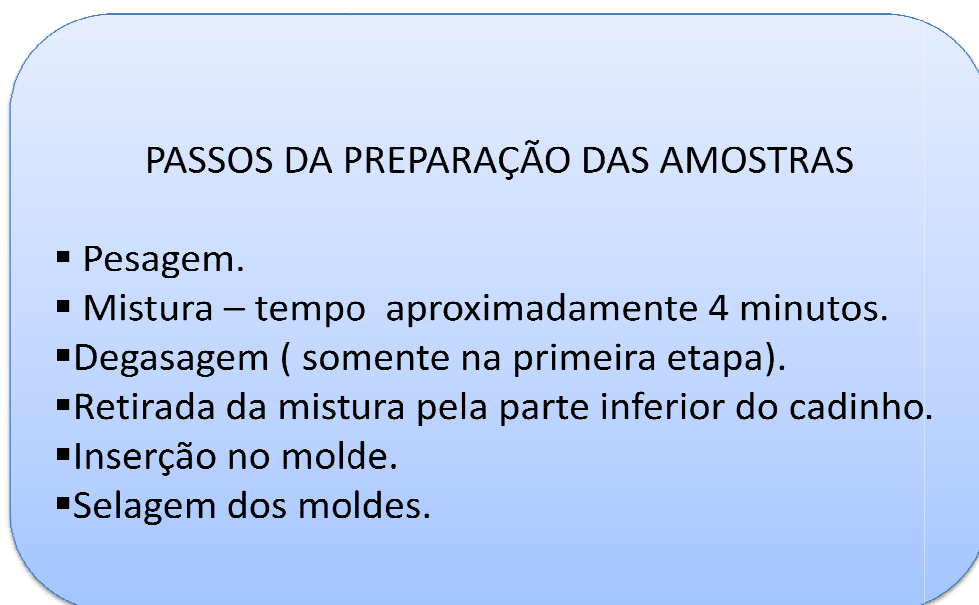 PASSOS DA PREPARAÇÃO DAS AMOSTRAS
▪ Pesagem.
▪ Mistura – tempo  aproximadamente 4 minutos.
▪Degasagem ( somente na primeira etapa).
▪Retirada da mistura pela parte inferior do cadinho.
▪Inserção no molde.
▪Selagem dos moldes.